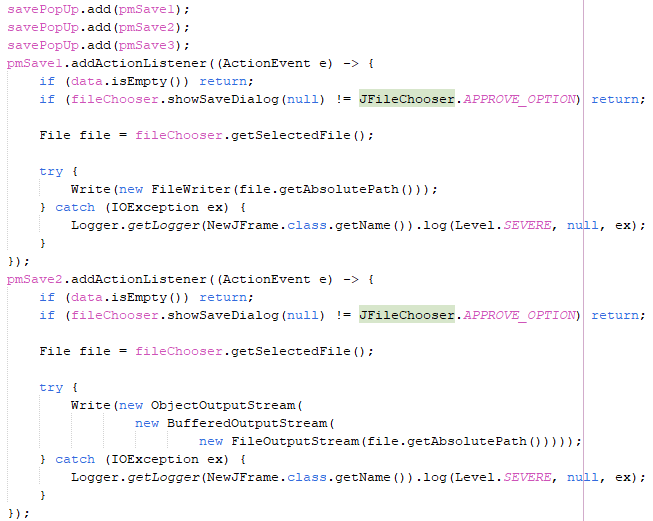 savePopUp.add(pmSave1);
savePopUp.add(pmSave2);
savePopUp.add(pmSave3);
pmSave1.addActionListener((ActionEvent e) -> {
    if (data.isEmpty()) return;
    if (fileChooser.showSaveDialog(null) != JFileChooser.APPROVE_OPTION) return;

    File file = fileChooser.getSelectedFile();

    try {
        Write(new FileWriter(file.getAbsolutePath()));
    } catch (IOException ex) {
        Logger.getLogger(NewJFrame.class.getName()).log(Level.SEVERE, null, ex);
    }
});
pmSave2.addActionListener((ActionEvent e) -> {
    if (data.isEmpty()) return;
    if (fileChooser.showSaveDialog(null) != JFileChooser.APPROVE_OPTION) return;

    File file = fileChooser.getSelectedFile();

    try {
        Write(new ObjectOutputStream(
                new BufferedOutputStream(
                        new FileOutputStream(file.getAbsolutePath()))));
    } catch (IOException ex) {
        Logger.getLogger(NewJFrame.class.getName()).log(Level.SEVERE, null, ex);
    }
});